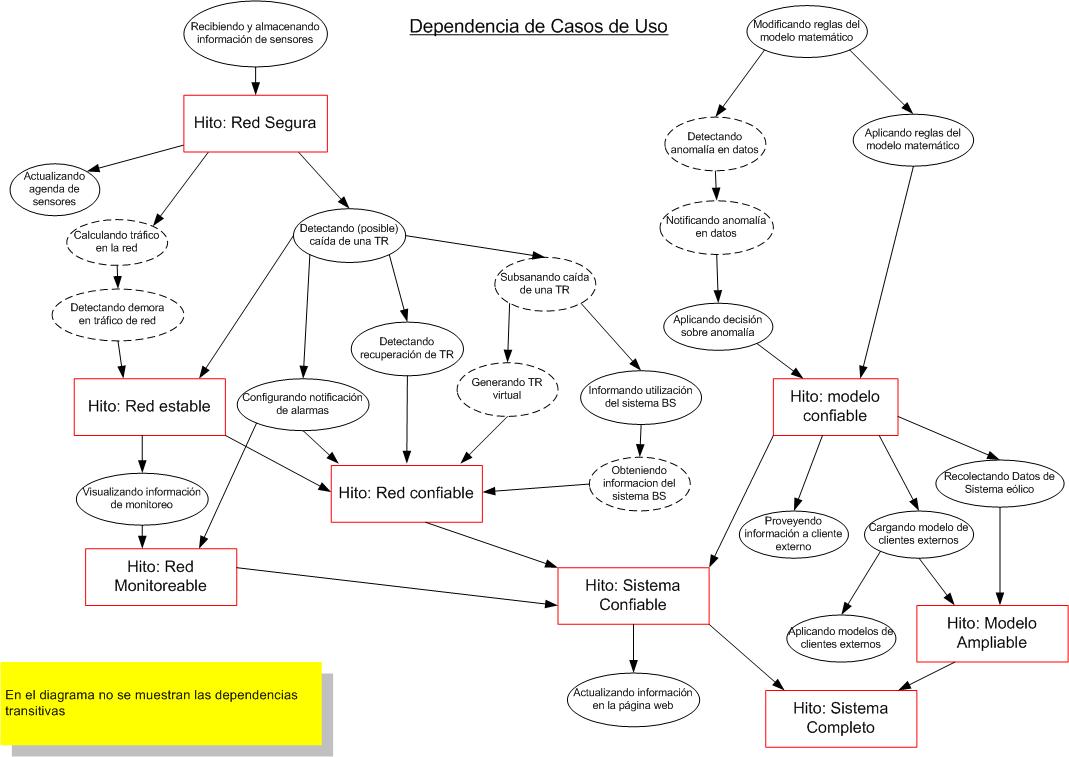 Dependencia de Casos de Uso
Recibiendo y almacenando
información de sensores
Modificando reglas del
modelo matemático
Hito: Red Segura
Detectando
anomalía en datos
Aplicando reglas del
modelo matemático
Actualizando
agenda de
sensores
Calculando tráfico
en la red
Detectando (posible)
caída de una TR
Notificando anomalía
en datos
Subsanando caída
de una TR
Detectando demora
en tráfico de red
Aplicando decisión
sobre anomalía
Detectando
recuperación de TR
Generando TR
virtual
Informando utilización
del sistema BS
Hito: Red estable
Configurando notificación
de alarmas
Hito: modelo
confiable
Visualizando información
de monitoreo
Hito: Red confiable
Obteniendo
informacion del
sistema BS
Recolectando Datos de
Sistema eólico
Proveyendo
información a cliente
externo
Cargando modelo de
clientes externos
Hito: Red
Monitoreable
Hito: Sistema
Confiable
Aplicando modelos de
clientes externos
Hito: Modelo
Ampliable
En el diagrama no se muestran las dependencias
transitivas
Actualizando información
en la página web
Hito: Sistema
Completo